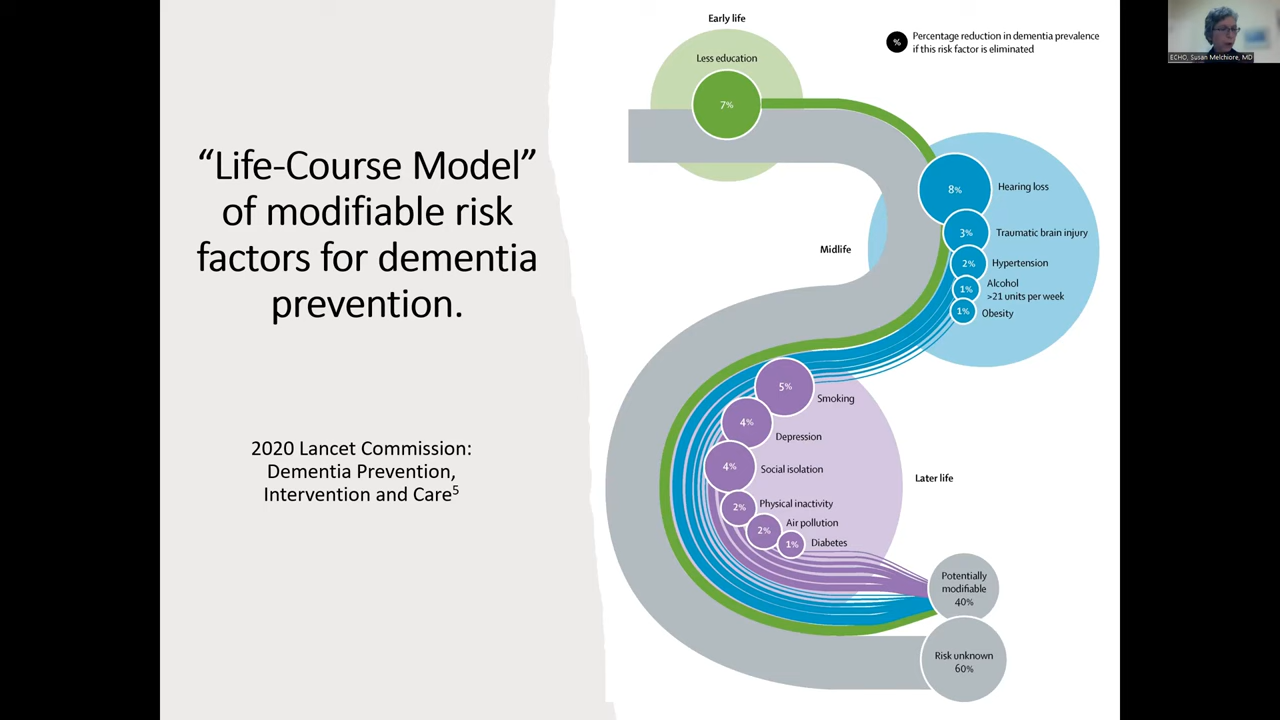 “Life-Course Model”
of modifiable risk
factors for dementia
prevention.
2020 Lancet Commission:
Dementia Prevention,
Intervention and Care5
Early life
Less education
7%
%
Percentage reduction in dementia prevalence
if this risk factor is eliminated
Midlife
8%
Hearing loss
3%
Traumatic brain injury
2%
Hypertension
1%
Alcohol
>21 units per week
1%
Obesity
Later life
5%
Smoking
4%
Depression
4%
Social isolation
2%
Physical inactivity
2%
Air pollution
1%
Diabetes
Potentially
modifiable
40%
Risk unknown
60%
ECHO, Susan Melchiore, MD